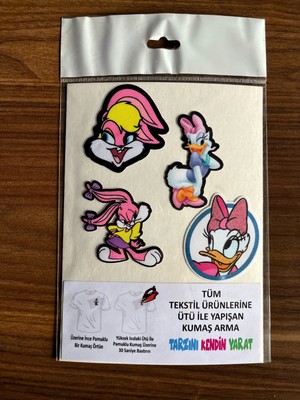 TÜM
TEKSTİL ÜRÜNLERİNE
ÜTÜ İLE YAPIŞAN
KUMAŞ ARMA
TARZINI KENDİN YARAT
Üzerine İnce Pamuklu
Bir Kumaş Örtün
Yüksek Isıdaki Ütü İle
Pamuklu Kumaş Üzerine
30 Saniye Bastırın